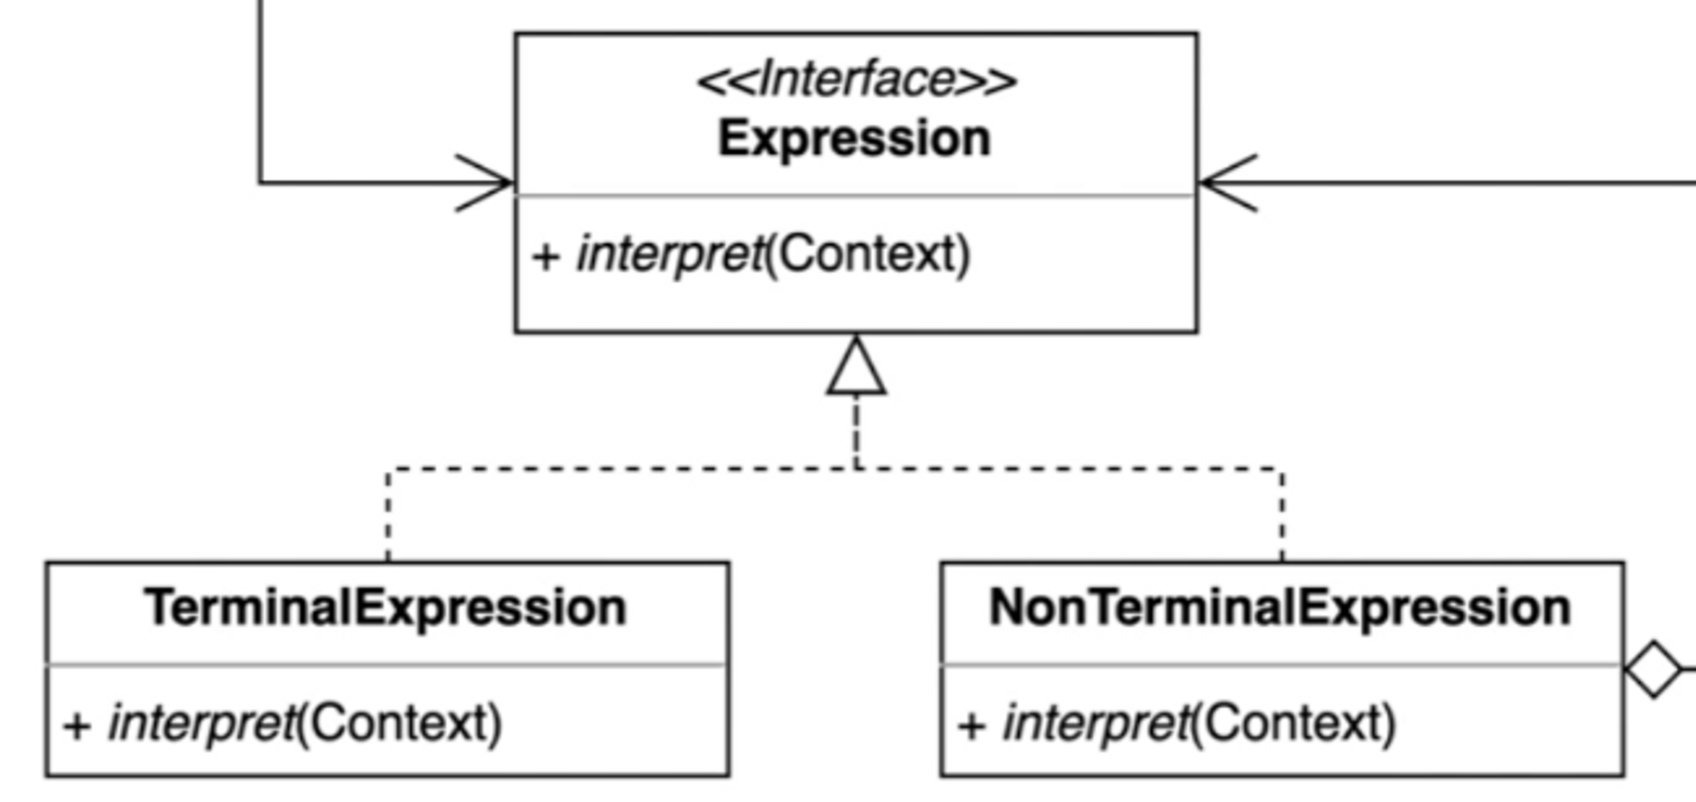 <<Interface>>
Expression
+ interpret(Context)
TerminalExpression
+ interpret(Context)
NonTerminalExpression
+ interpret(Context)